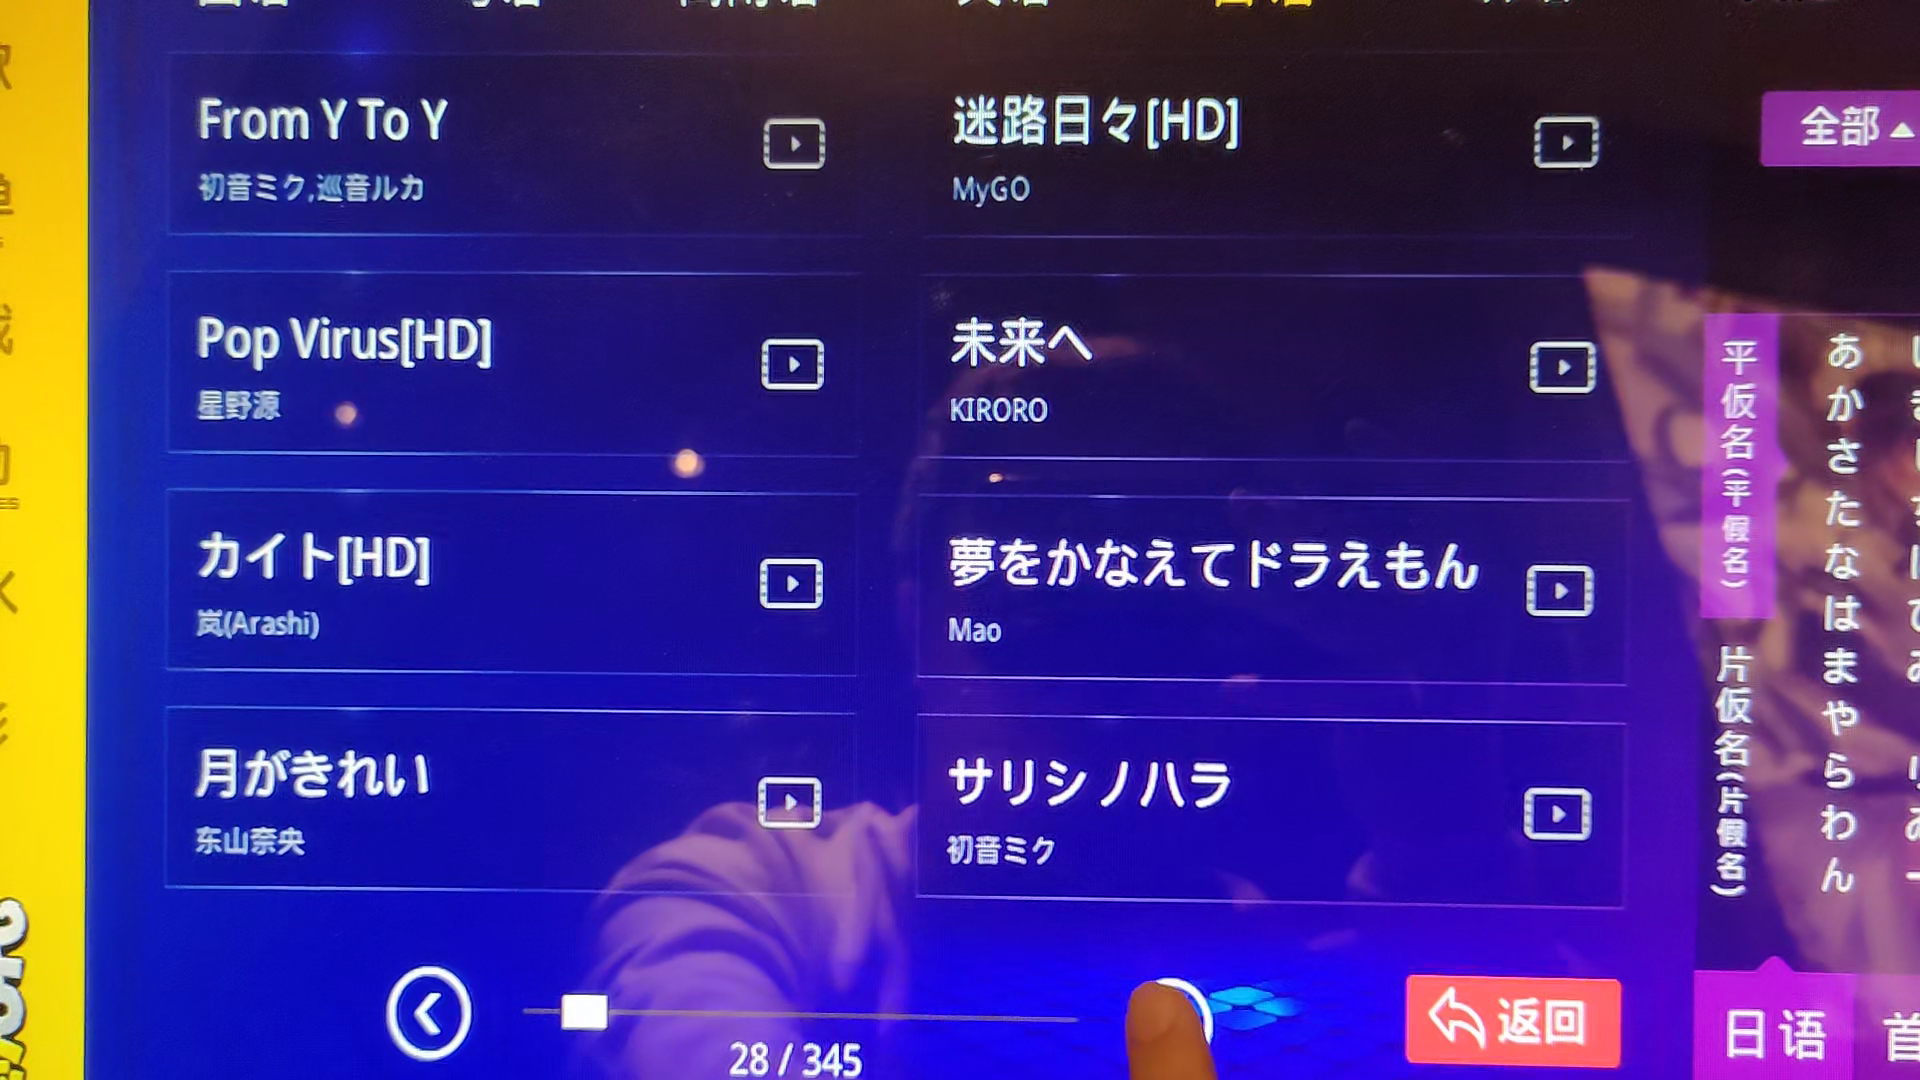 From Y To Y
初音ミク,巡音ルカ
迷路日々[HD]
MyGO
全部
Pop Virus[HD]
星野源
未来へ
KIRORO
カイト[HD]
岚(Arashi)
夢をかなえてドラえもん
Mao
月がきれい
东山奈央
サリシノハラ
初音ミク
平仮名(平假名)
片仮名(片假名)
あかさたなはまやらわん
28 / 345
返回
日语